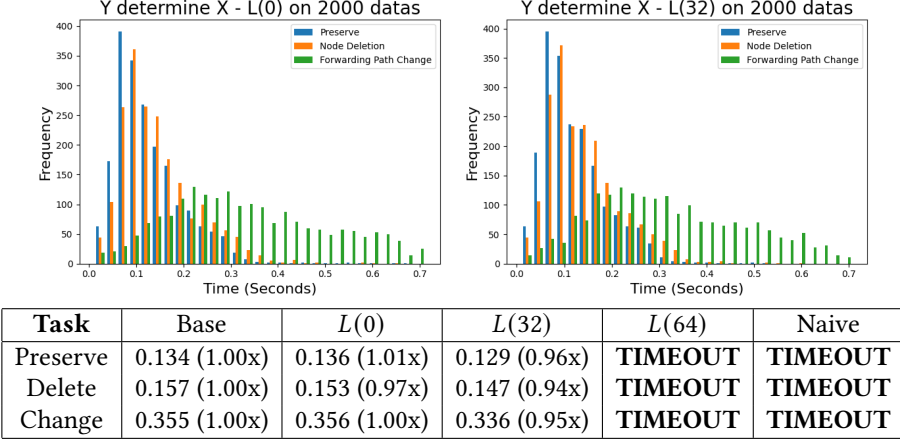 Y determine X - L(0) on 2000 datas
Preserve
Node Deletion
Forwarding Path Change
Frequency
400
350
300
250
200
150
100
50
0
0.0 0.1 0.2 0.3 0.4 0.5 0.6 0.7
Time (Seconds)
Y determine X - L(32) on 2000 datas
Preserve
Node Deletion
Forwarding Path Change
Frequency
400
350
300
250
200
150
100
50
0
0.0 0.1 0.2 0.3 0.4 0.5 0.6 0.7
Time (Seconds)
Task Base L(0) L(32) L(64) Naive
Preserve 0.134 (1.00x) 0.136 (1.01x) 0.129 (0.96x) TIMEOUT TIMEOUT
Delete 0.157 (1.00x) 0.153 (0.97x) 0.147 (0.94x) TIMEOUT TIMEOUT
Change 0.355 (1.00x) 0.356 (1.00x) 0.336 (0.95x) TIMEOUT TIMEOUT